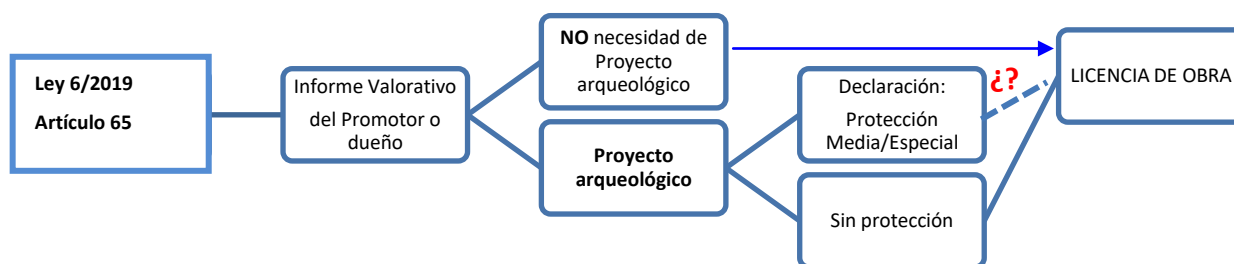 Ley 6/2019
Artículo 65
Informe Valorativo
del Promotor o
dueño
NO necesidad de
Proyecto
arqueológico
Proyecto
arqueológico
Declaración:
Protección
Media/Especial
¿?
Sin protección
LICENCIA DE OBRA